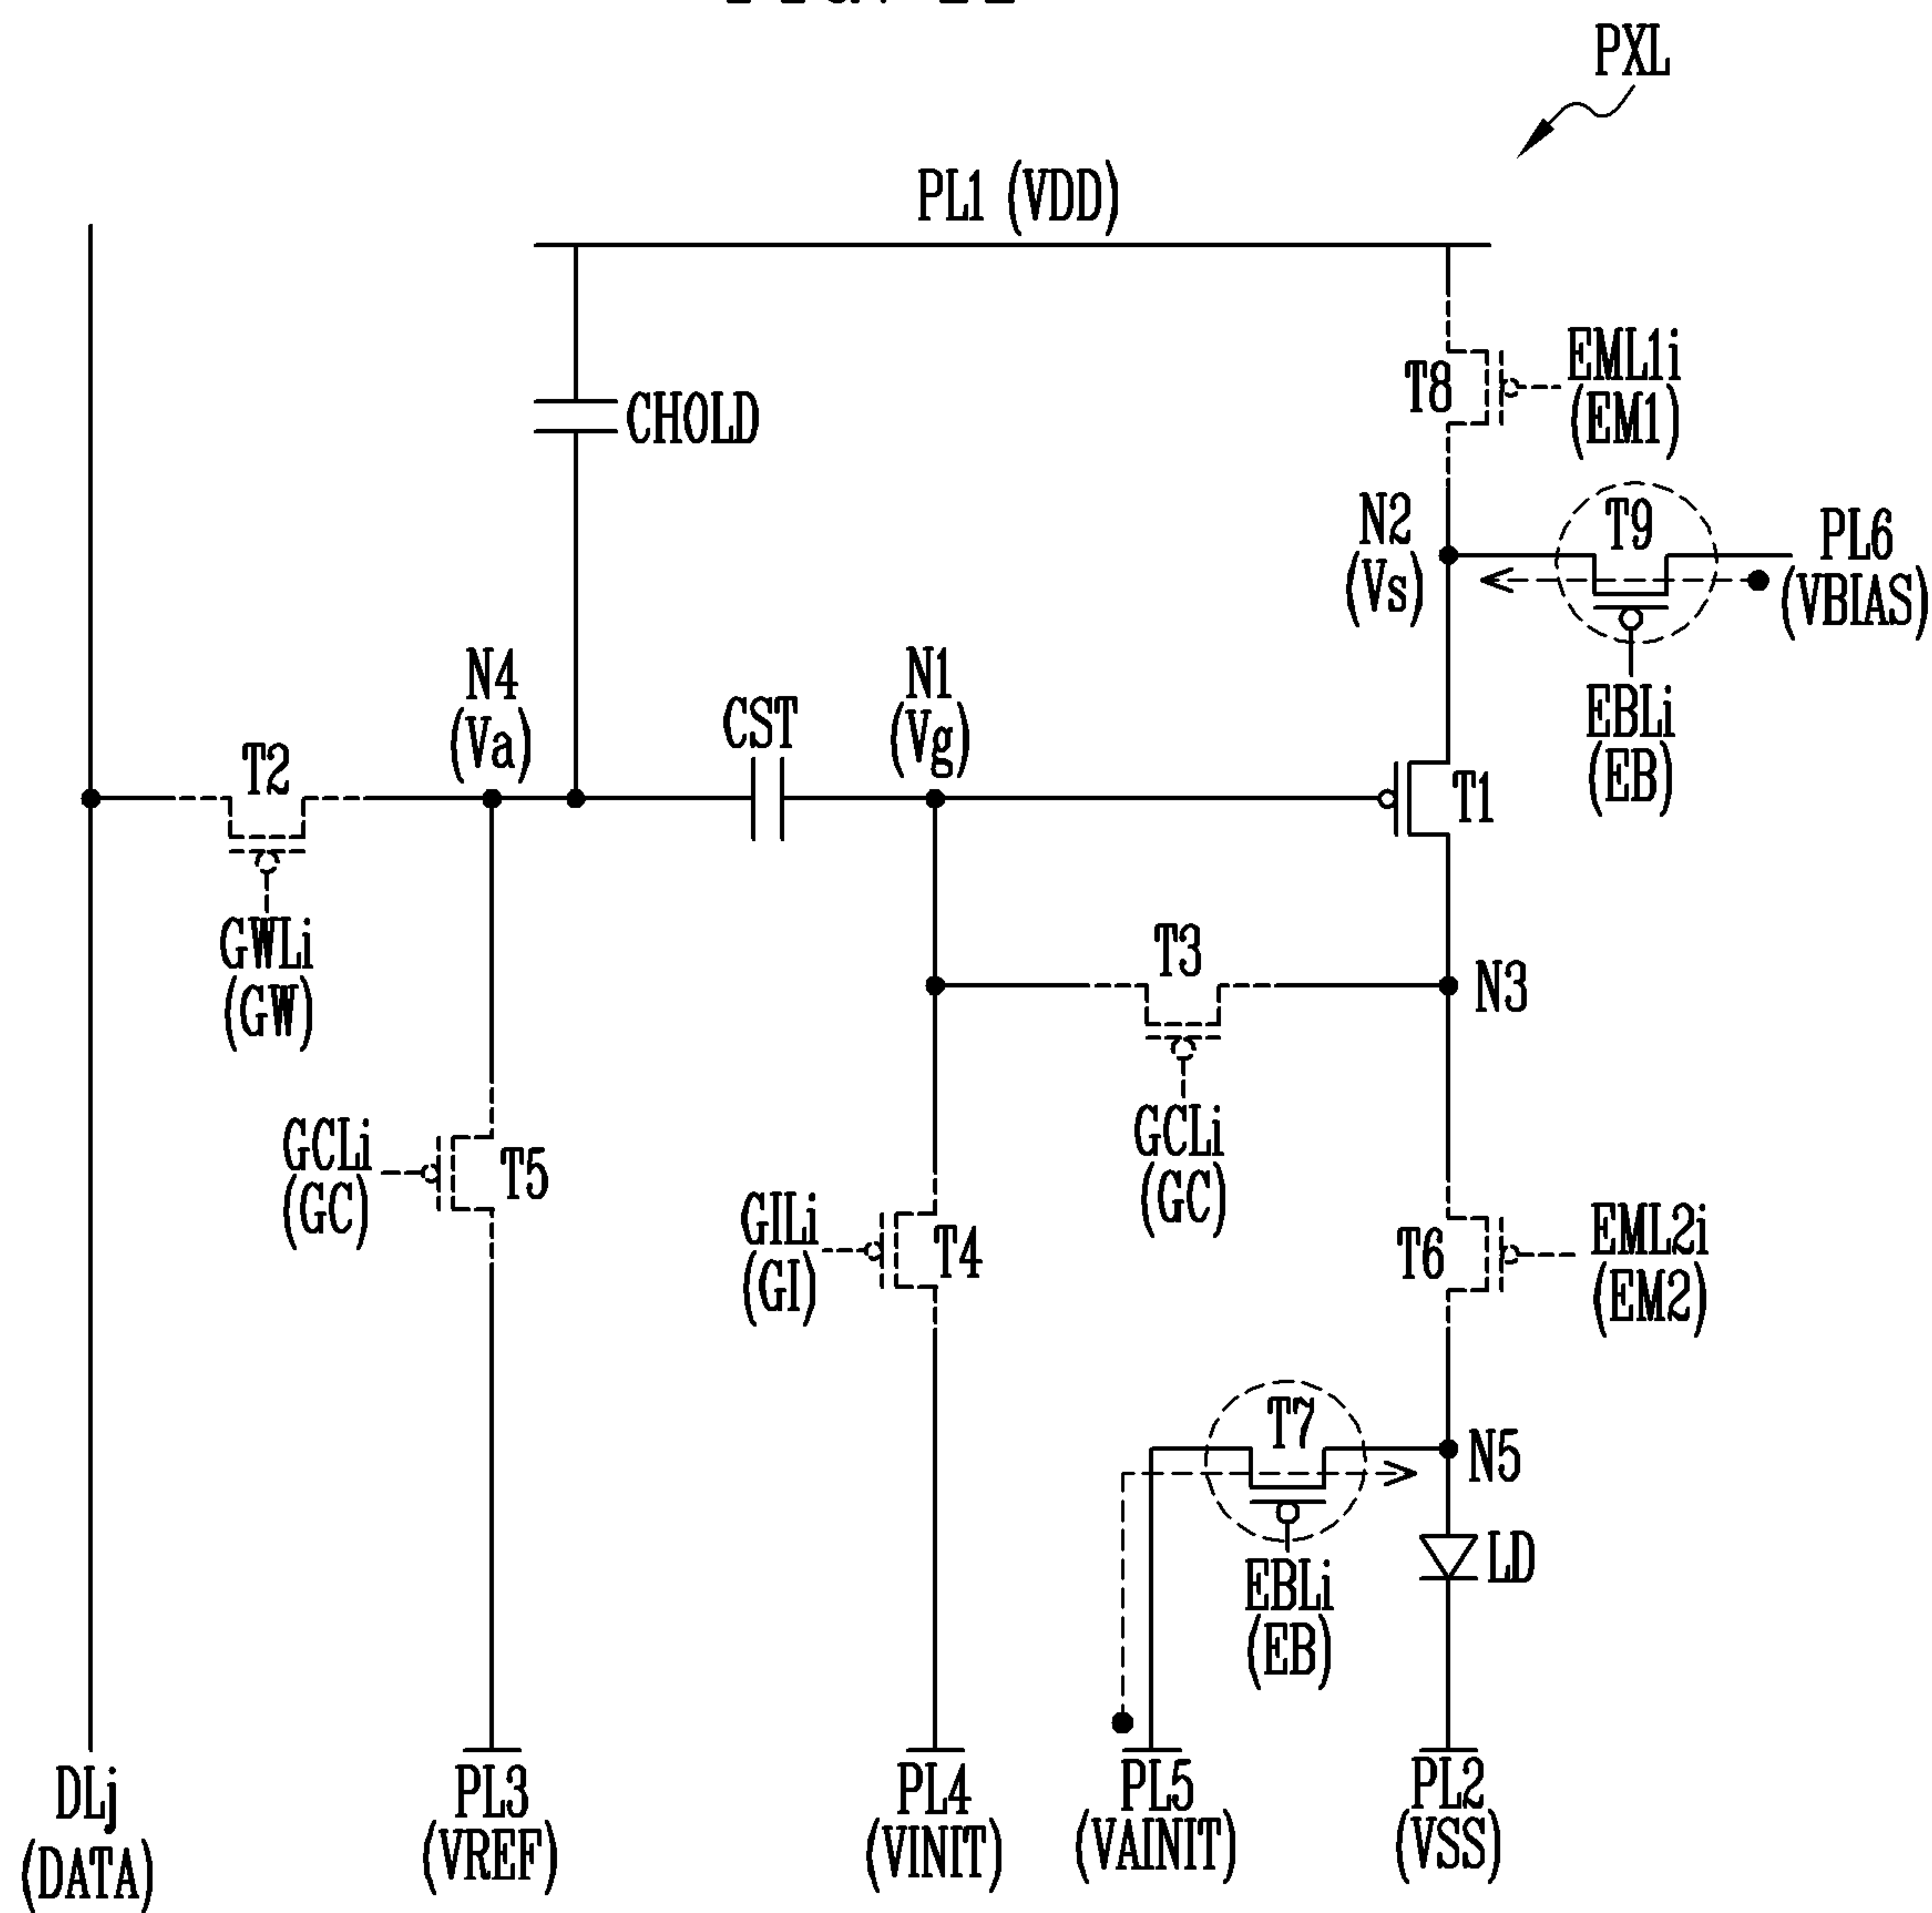 PXL
PL1 (VDD)
CHOLD
T8
EML1i
(EM1)
N2
(Vs)
T9
PL6
(VBIAS)
EBLi
(EB)
N4
(Va)
CST
N1
(Vg)
T2
T1
GWLi
(GW)
T3
N3
GCLi
(GC)
T5
GCLi
(GC)
GILi
(GI)
T4
T6
EML2i
(EM2)
T7
N5
EBLi
(EB)
LD
DLj
(DATA)
PL3
(VREF)
PL4
(VINIT)
PL5
(VAINIT)
PL2
(VSS)